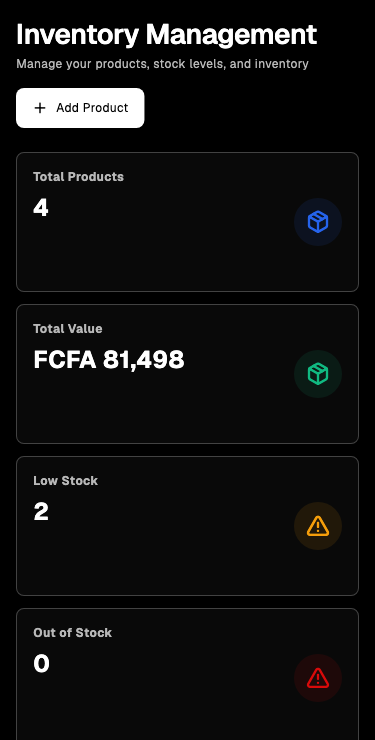 Inventory Management
Manage your products, stock levels, and inventory
Add Product
Total Products
4
Total Value
FCFA 81,498
Low Stock
2
Out of Stock
0